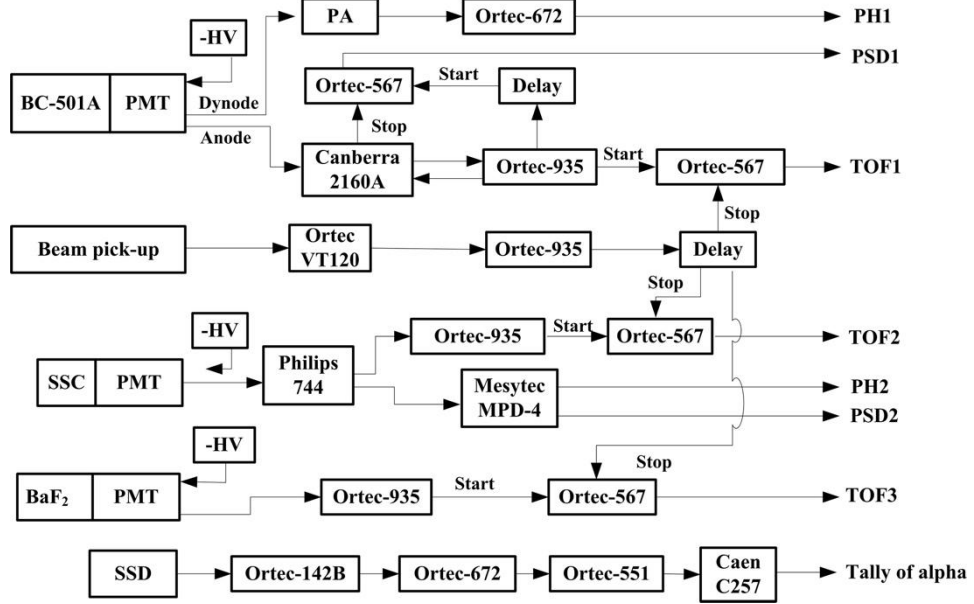 PA
Ortec-672
PH1
-HV
PSD1
BC-501A
PMT
Dynode
Ortec-567
Start
Delay
Anode
Stop
Canberra
2160A
Ortec-935
Start
Ortec-567
TOF1
Stop
Beam pick-up
Ortec
VT120
Ortec-935
Delay
Stop
-HV
Ortec-935
Start
Ortec-567
TOF2
SSC
PMT
Philips
744
Mesytec
MPD-4
PH2
PSD2
-HV
Stop
BaF₂
PMT
Ortec-935
Start
Ortec-567
TOF3
SSD
Ortec-142B
Ortec-672
Ortec-551
Caen
C257
Tally of alpha